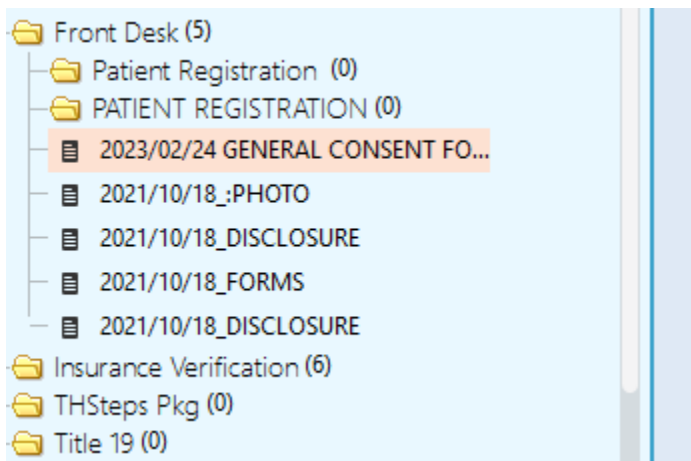 Front Desk (5)
Patient Registration (0)
PATIENT REGISTRATION (0)
2023/02/24 GENERAL CONSENT FO...
2021/10/18_:PHOTO
2021/10/18_DISCLOSURE
2021/10/18_FORMS
2021/10/18_DISCLOSURE
Insurance Verification (6)
THSteps Pkg (0)
Title 19 (0)